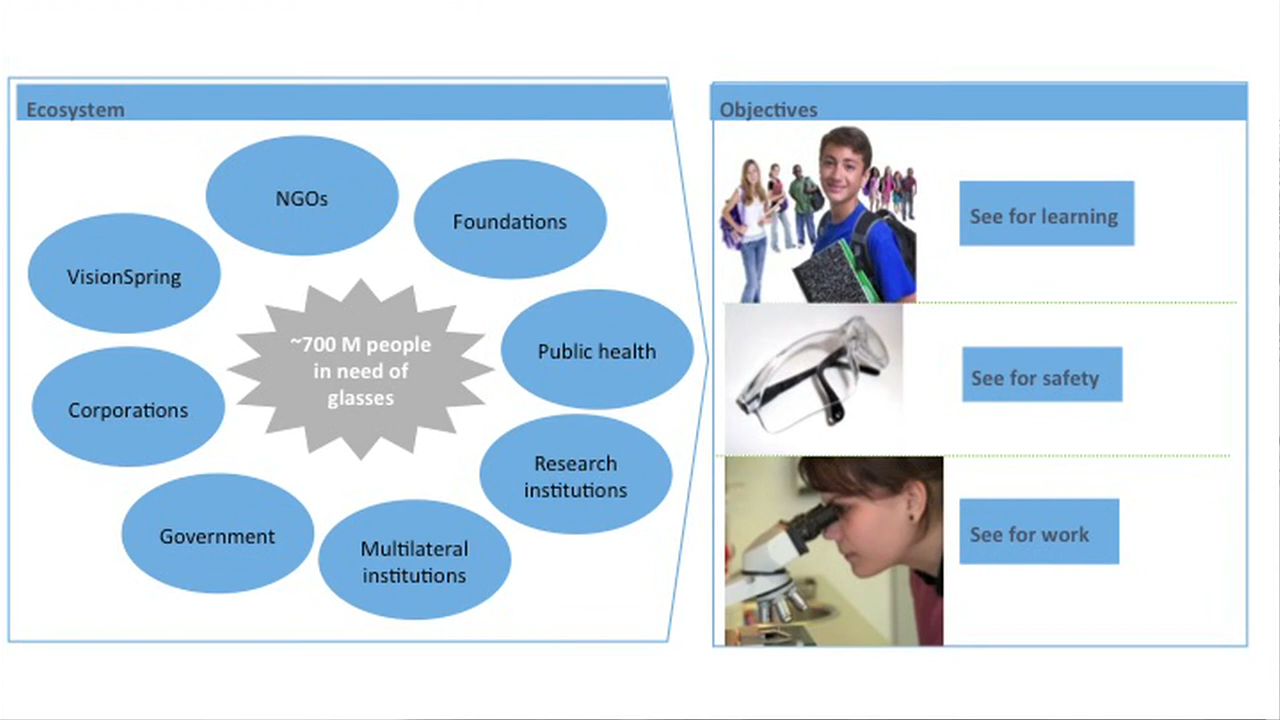 Ecosystem
NGOs
Foundations
VisionSpring
~700 M people
in need of
glasses
Public health
Corporations
Research
institutions
Government
Multilateral
institutions
Objectives
See for learning
See for safety
See for work